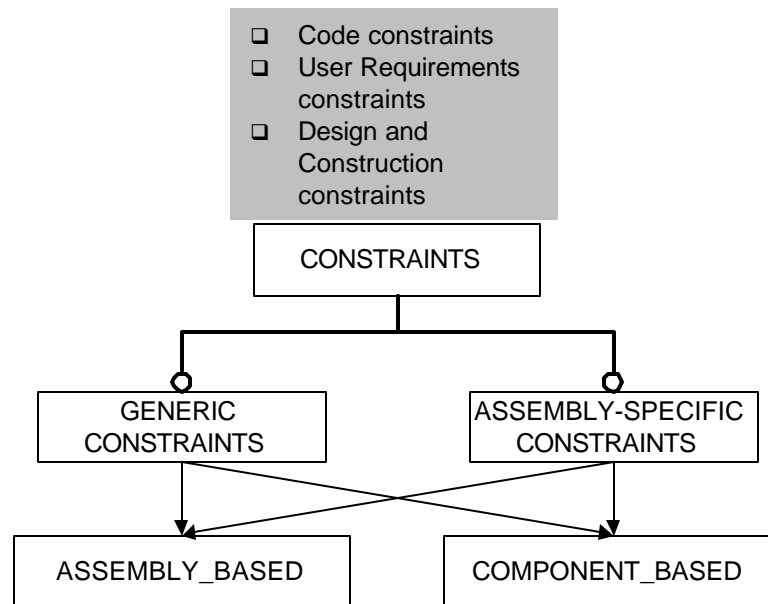 ❑ Code constraints
❑ User Requirements
constraints
❑ Design and
Construction
constraints
CONSTRAINTS
GENERIC
CONSTRAINTS
ASSEMBLY-SPECIFIC
CONSTRAINTS
ASSEMBLY_BASED
COMPONENT_BASED